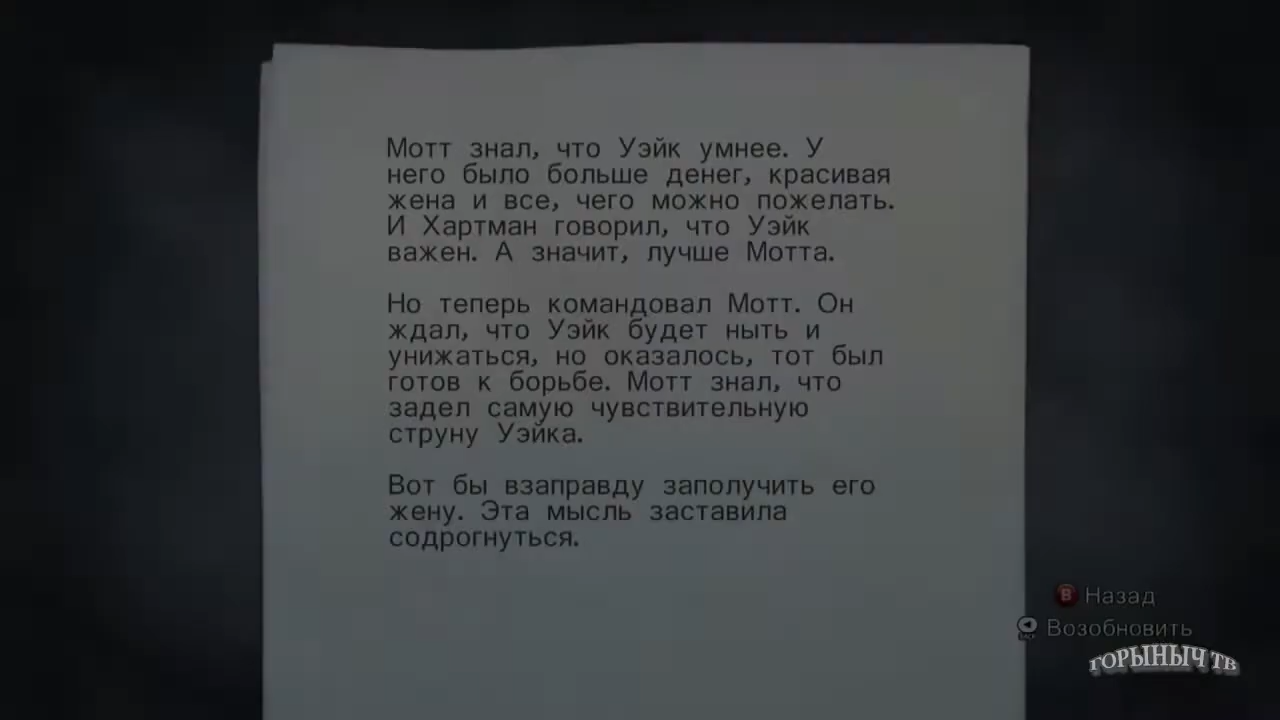 Мотт знал, что Уэйк умнее. У
него было больше денег, красивая
жена и все, чего можно пожелать.
И Хартман говорил, что Уэйк
важен. А значит, лучше Мотта.
Но теперь командовал Мотт. Он
ждал, что Уэйк будет ныть и
унижаться, но оказалось, тот был
готов к борьбе. Мотт знал, что
задел самую чувствительную
струну Уэйка.
Вот бы взаправду заполучить его
жену. Эта мысль заставила
содрогнуться.
B Назад
BACK Возобновить
ГОРЫНЫЧ ТВ